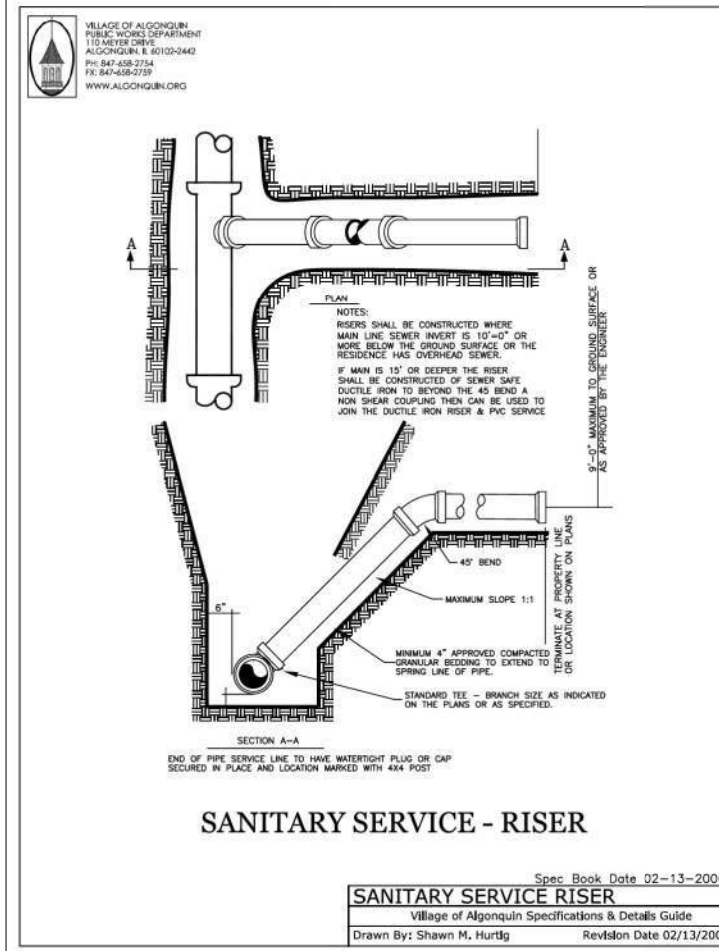 VILLAGE OF ALGONQUIN
PUBLIC WORKS DEPARTMENT
110 MEYER DRIVE
ALGONQUIN, IL 60102-2442
PH: 847-658-2754
FX: 847-658-2759
WWW.ALGONQUIN.ORG
A
A
PLAN
NOTES:
RISERS SHALL BE CONSTRUCTED WHERE
MAIN LINE SEWER INVERT IS 10'=0" OR
MORE BELOW THE GROUND SURFACE OR THE
RESIDENCE HAS OVERHEAD SEWER.
IF MAIN IS 15' OR DEEPER THE RISER
SHALL BE CONSTRUCTED OF SEWER SAFE
DUCTILE IRON TO BEYOND THE 45 BEND A
NON SHEAR COUPLING THEN CAN BE USED TO
JOIN THE DUCTILE IRON RISER & PVC SERVICE
9'-0" MAXIMUM TO GROUND SURFACE OR
AS APPROVED BY THE ENGINEER
45° BEND
MAXIMUM SLOPE 1:1
TERMINATE AT PROPERTY LINE
OR LOCATION SHOWN ON PLANS
6"
MINIMUM 4" APPROVED COMPACTED
GRANULAR BEDDING TO EXTEND TO
SPRING LINE OF PIPE.
STANDARD TEE - BRANCH SIZE AS INDICATED
ON THE PLANS OR AS SPECIFIED.
SECTION A-A
END OF PIPE SERVICE LINE TO HAVE WATERTIGHT PLUG OR CAP
SECURED IN PLACE AND LOCATION MARKED WITH 4X4 POST
SANITARY SERVICE - RISER
Spec Book Date 02-13-200
SANITARY SERVICE RISER
Village of Algonquin Specifications & Details Guide
Drawn By: Shawn M. Hurtig
Revision Date 02/13/200